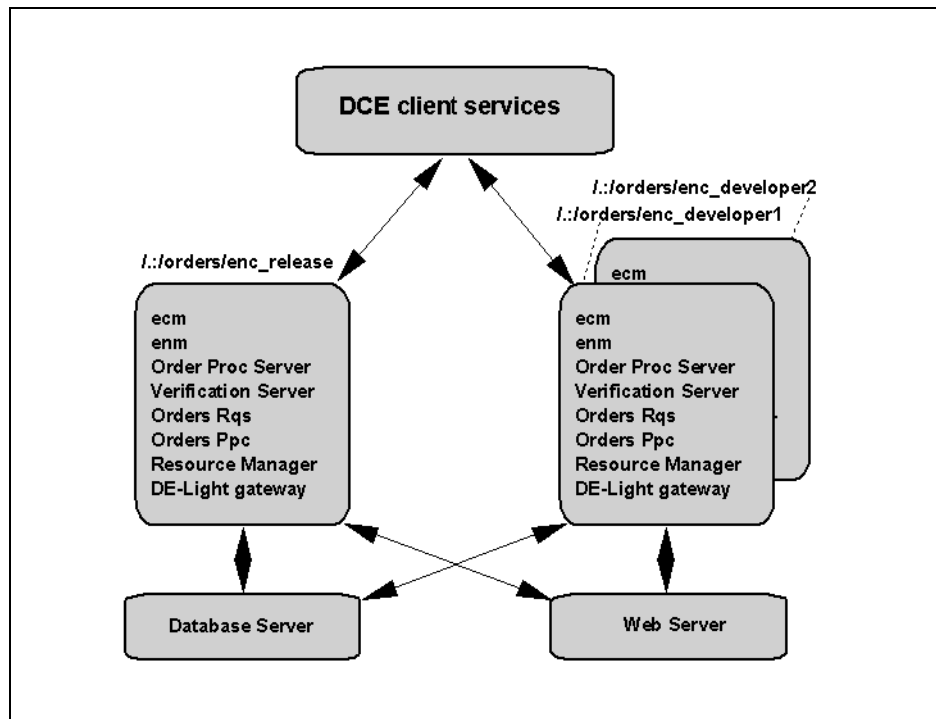 DCE client services
/.:/orders/enc_developer2
/.:/orders/enc_developer1
/.:/orders/enc_release
ecm
enm
Order Proc Server
Verification Server
Orders Rqs
Orders Ppc
Resource Manager
DE-Light gateway
ecm
ecm
enm
Order Proc Server
Verification Server
Orders Rqs
Orders Ppc
Resource Manager
DE-Light gateway
Database Server
Web Server